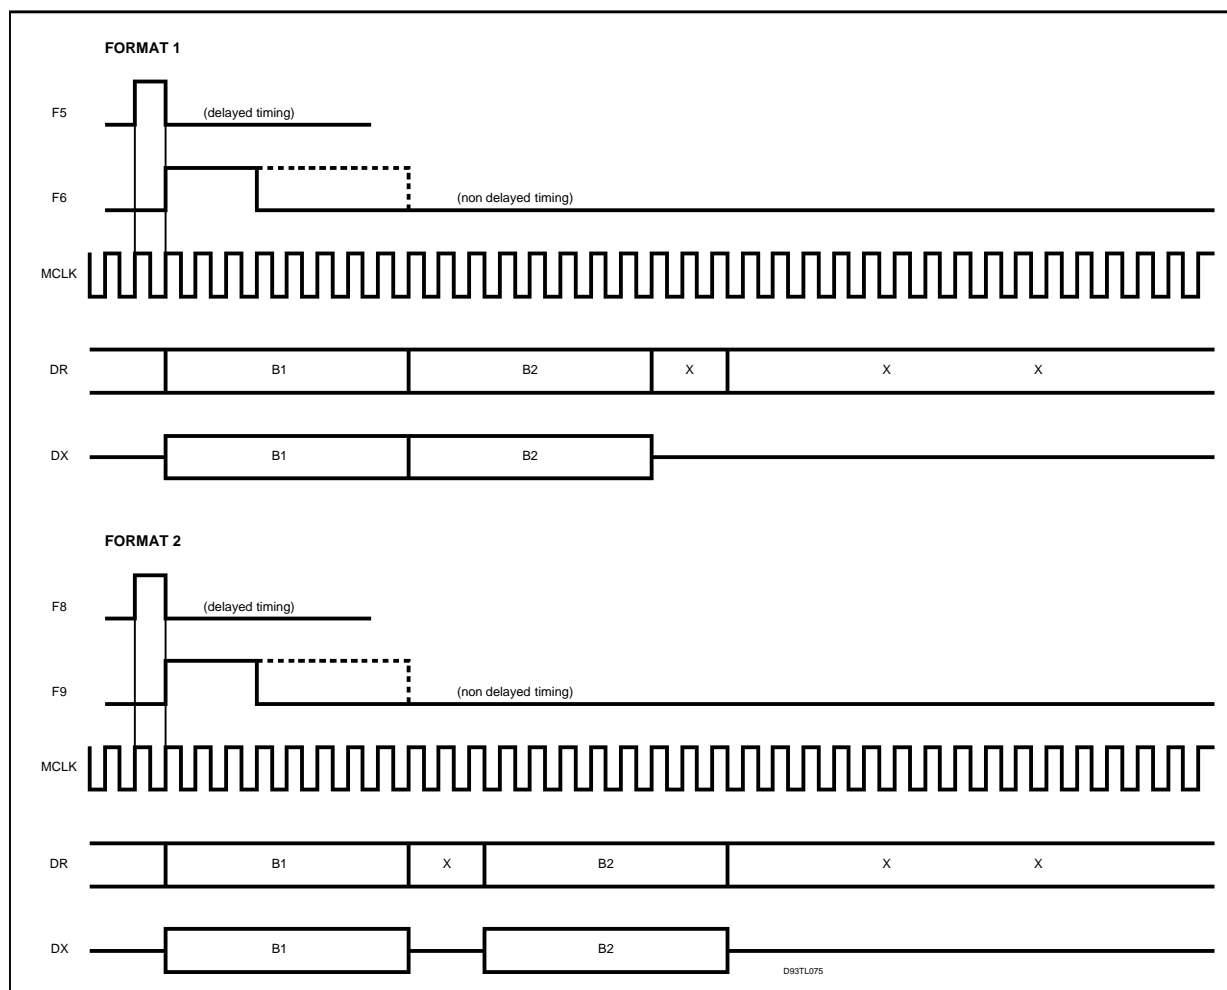 FORMAT 1
F5 (delayed timing)
F6 (non delayed timing)
MCLK
DR B1 B2 X X X
DX B1 B2
FORMAT 2
F8 (delayed timing)
F9 (non delayed timing)
MCLK
DR B1 X B2 X X
DX B1 B2
D93TL075